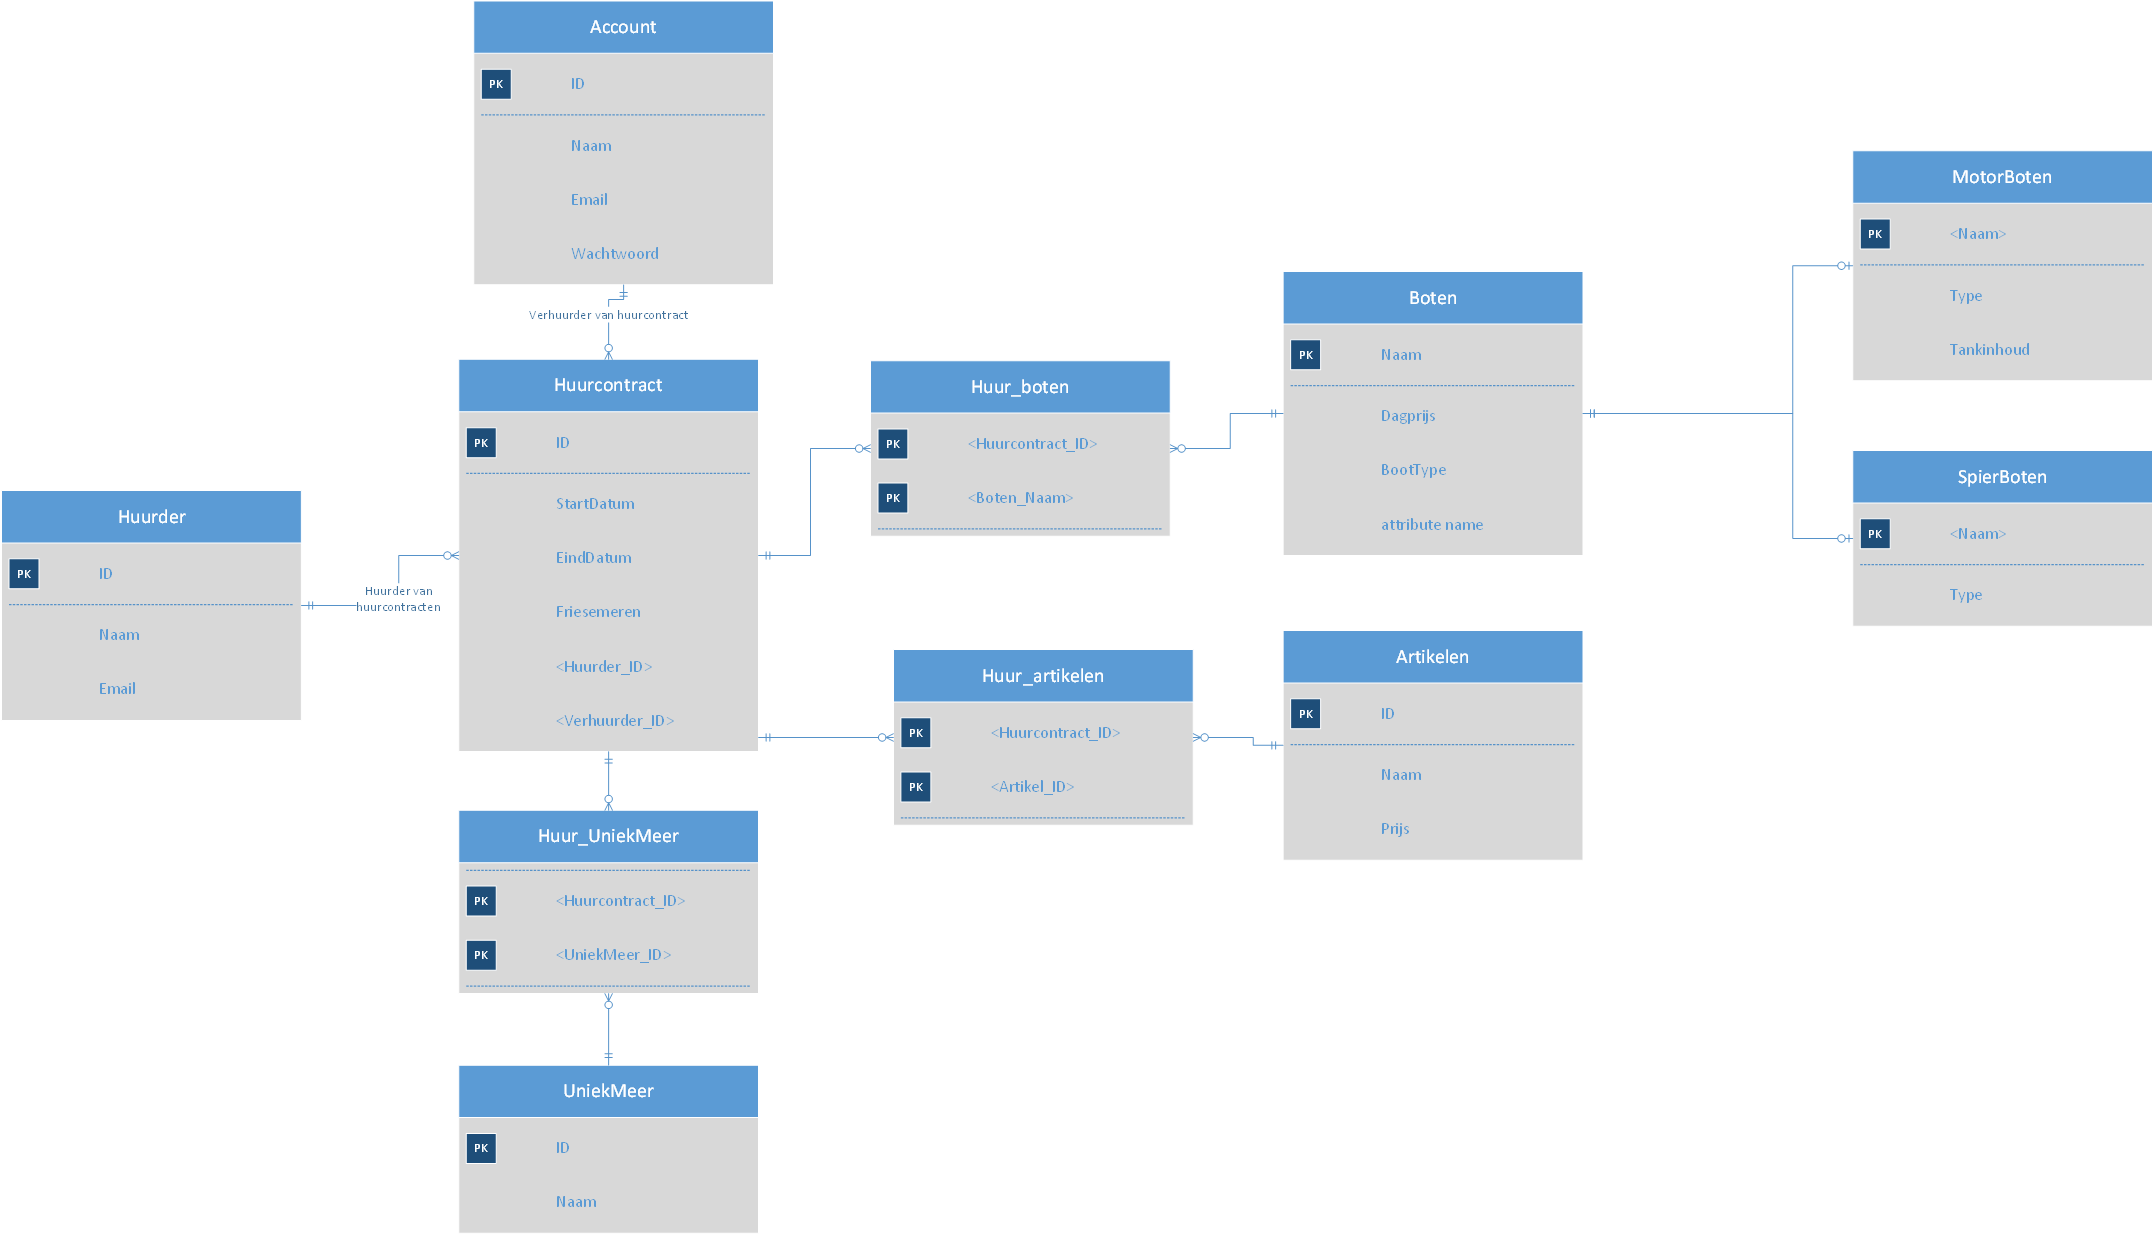 Account
PK ID
Naam
Email
Wachtwoord
Verhuurder van huurcontract
Huurcontract
PK ID
StartDatum
EindDatum
Friesemeren
<Huurder_ID>
<Verhuurder_ID>
Huurder
PK ID
Naam
Email
Huurder van
huurcontracten
Huur_boten
PK <Huurcontract_ID>
PK <Boten_Naam>
Boten
PK Naam
Dagprijs
BootType
attribute name
MotorBoten
PK <Naam>
Type
Tankinhoud
SpierBoten
PK <Naam>
Type
Huur_artikelen
PK <Huurcontract_ID>
PK <Artikel_ID>
Artikelen
PK ID
Naam
Prijs
Huur_UniekMeer
PK <Huurcontract_ID>
PK <UniekMeer_ID>
UniekMeer
PK ID
Naam